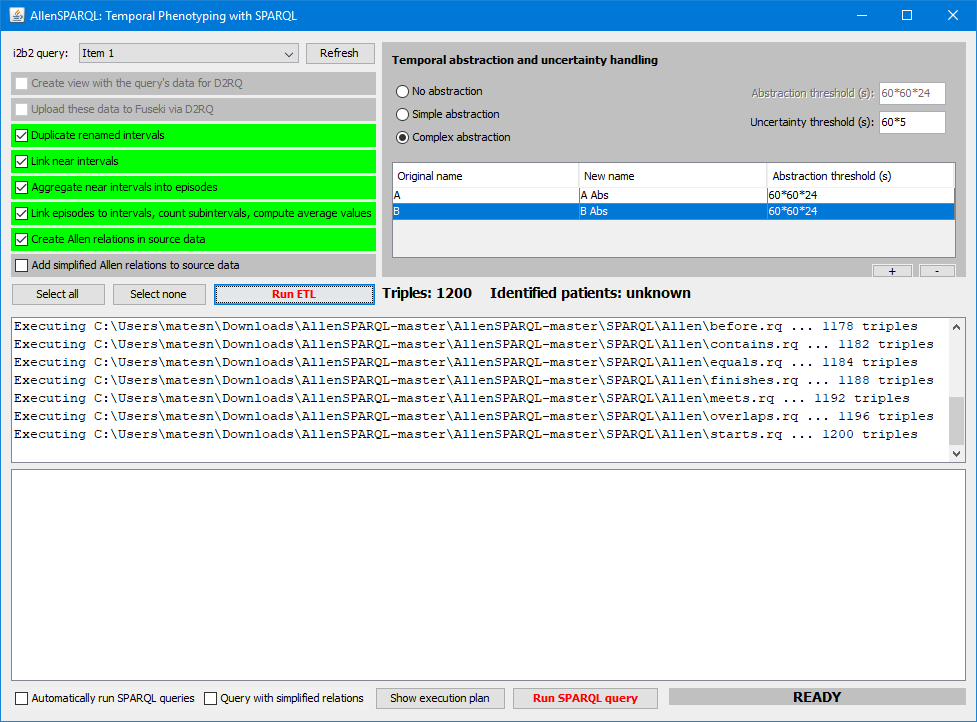 AllenSPARQL: Temporal Phenotyping with SPARQL
i2b2 query: Item 1 Refresh
Create view with the query's data for D2RQ
Upload these data to Fuseki via D2RQ
Duplicate renamed intervals
Link near intervals
Aggregate near intervals into episodes
Link episodes to intervals, count subintervals, compute average values
Create Allen relations in source data
Add simplified Allen relations to source data
Temporal abstraction and uncertainty handling
No abstraction
Simple abstraction
Complex abstraction
Abstraction threshold (s): 60*60*24
Uncertainty threshold (s): 60*5
Original name New name Abstraction threshold (s)
A A Abs 60*60*24
B B Abs 60*60*24
+ -
Select all Select none Run ETL Triples: 1200 Identified patients: unknown
Executing C:\Users\matesn\Downloads\AllenSPARQL-master\AllenSPARQL-master\SPARQL\Allen\before.rq ... 1178 triples
Executing C:\Users\matesn\Downloads\AllenSPARQL-master\AllenSPARQL-master\SPARQL\Allen\contains.rq ... 1182 triples
Executing C:\Users\matesn\Downloads\AllenSPARQL-master\AllenSPARQL-master\SPARQL\Allen\equals.rq ... 1184 triples
Executing C:\Users\matesn\Downloads\AllenSPARQL-master\AllenSPARQL-master\SPARQL\Allen\finishes.rq ... 1188 triples
Executing C:\Users\matesn\Downloads\AllenSPARQL-master\AllenSPARQL-master\SPARQL\Allen\meets.rq ... 1192 triples
Executing C:\Users\matesn\Downloads\AllenSPARQL-master\AllenSPARQL-master\SPARQL\Allen\overlaps.rq ... 1196 triples
Executing C:\Users\matesn\Downloads\AllenSPARQL-master\AllenSPARQL-master\SPARQL\Allen\starts.rq ... 1200 triples
Automatically run SPARQL queries Query with simplified relations Show execution plan Run SPARQL query READY